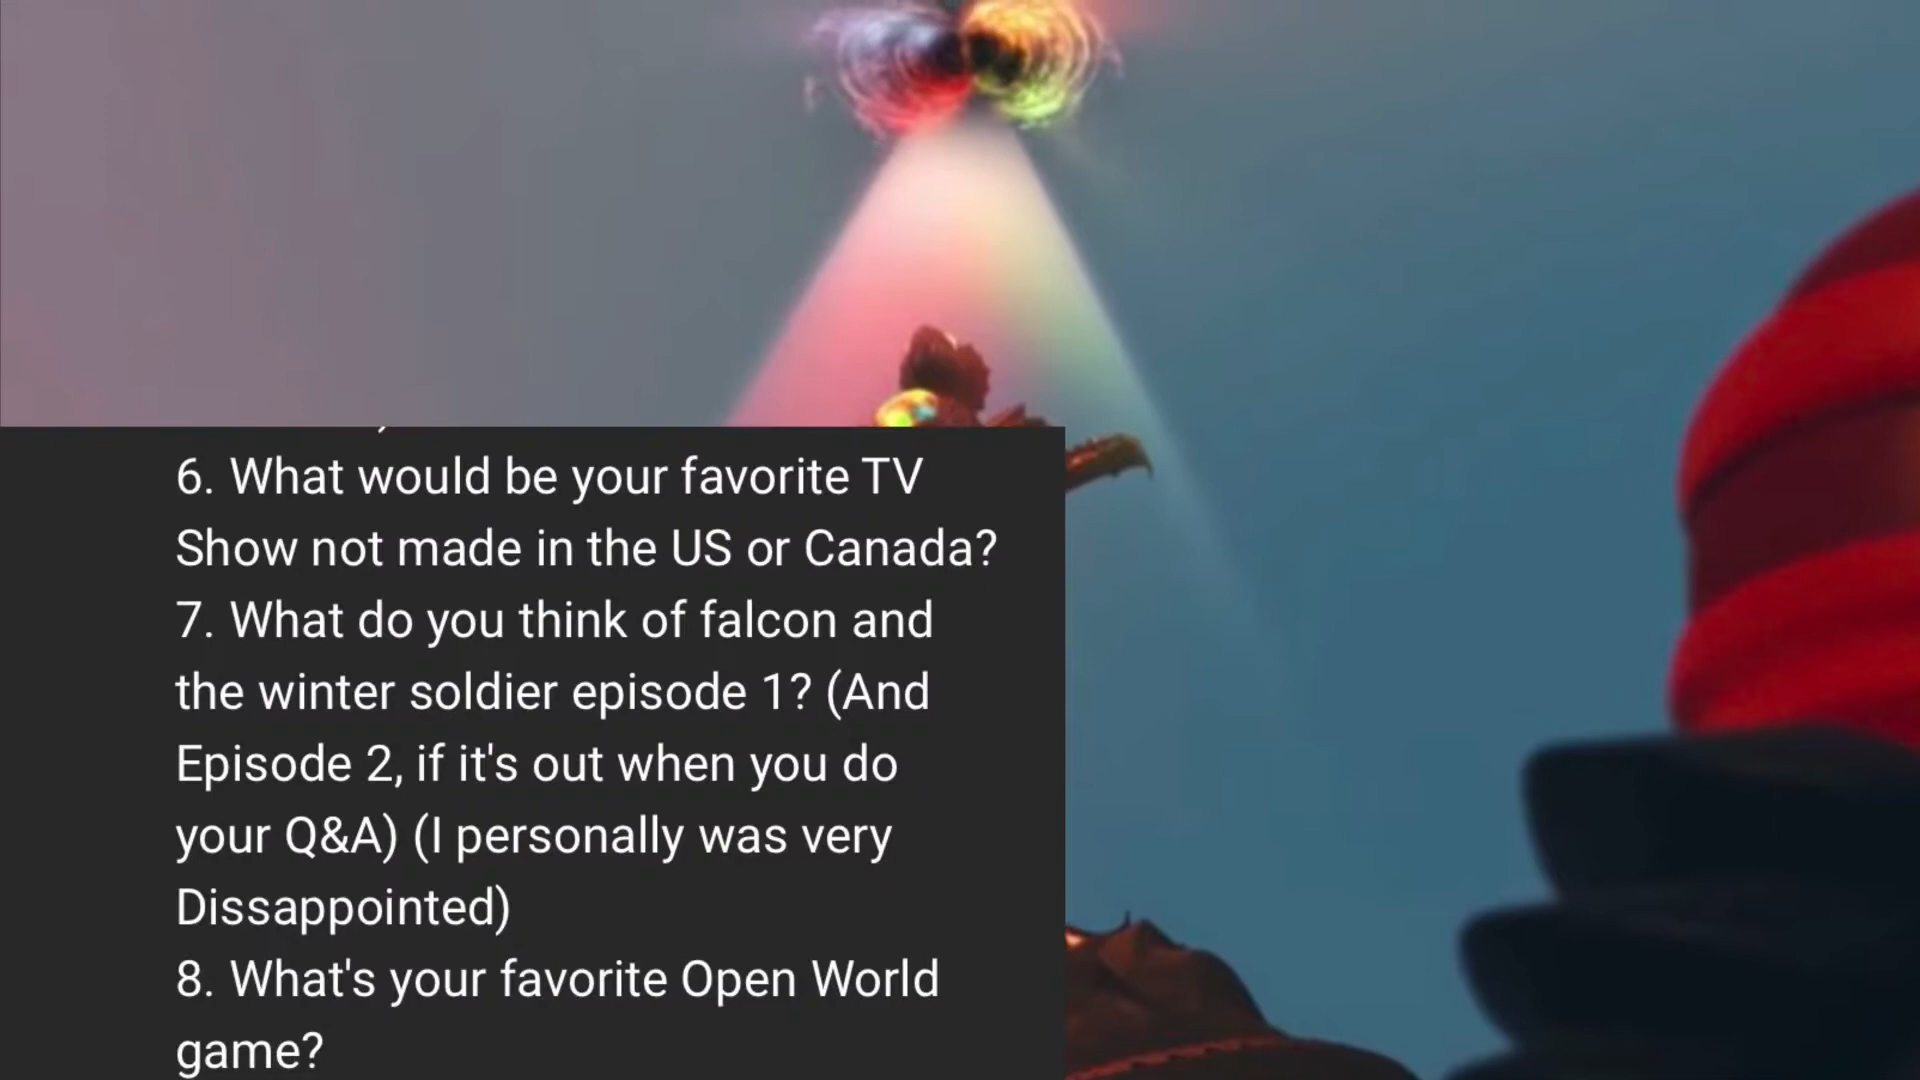 6. What would be your favorite TV
Show not made in the US or Canada?
7. What do you think of falcon and
the winter soldier episode 1? (And
Episode 2, if it's out when you do
your Q&A) (I personally was very
Dissappointed)
8. What's your favorite Open World
game?